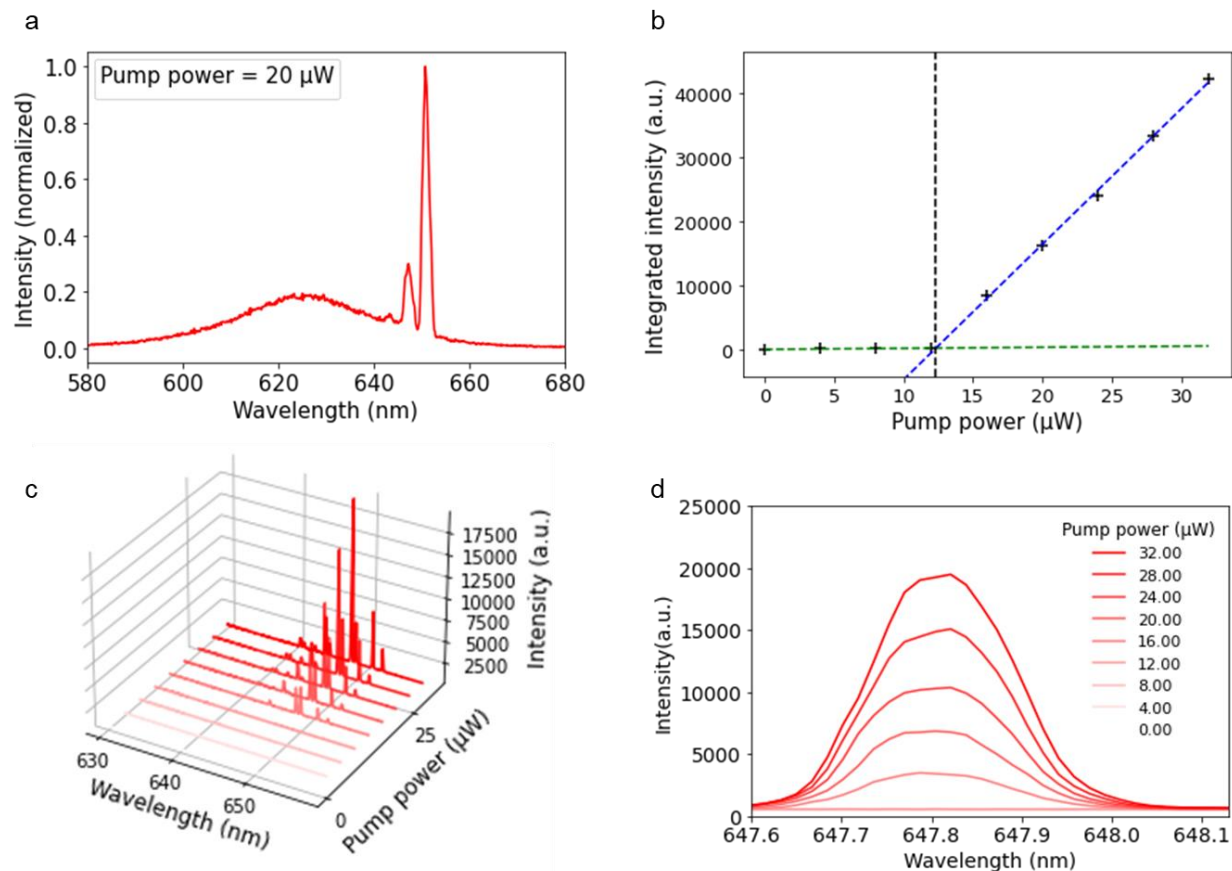 a
Pump power = 20 μW
Intensity (normalized)
1.0
0.8
0.6
0.4
0.2
0.0
580 600 620 640 660 680
Wavelength (nm)
b
Integrated intensity (a.u.)
40000
30000
20000
10000
0
0 5 10 15 20 25 30
Pump power (μW)
c
17500
15000
12500
10000
7500
5000
2500
Intensity (a.u.)
25
0
Pump power (μW)
630 640 650
Wavelength (nm)
d
Intensity(a.u.)
25000
20000
15000
10000
5000
0
Pump power (μW)
32.00
28.00
24.00
20.00
16.00
12.00
8.00
4.00
0.00
647.6 647.7 647.8 647.9 648.0 648.1
Wavelength (nm)